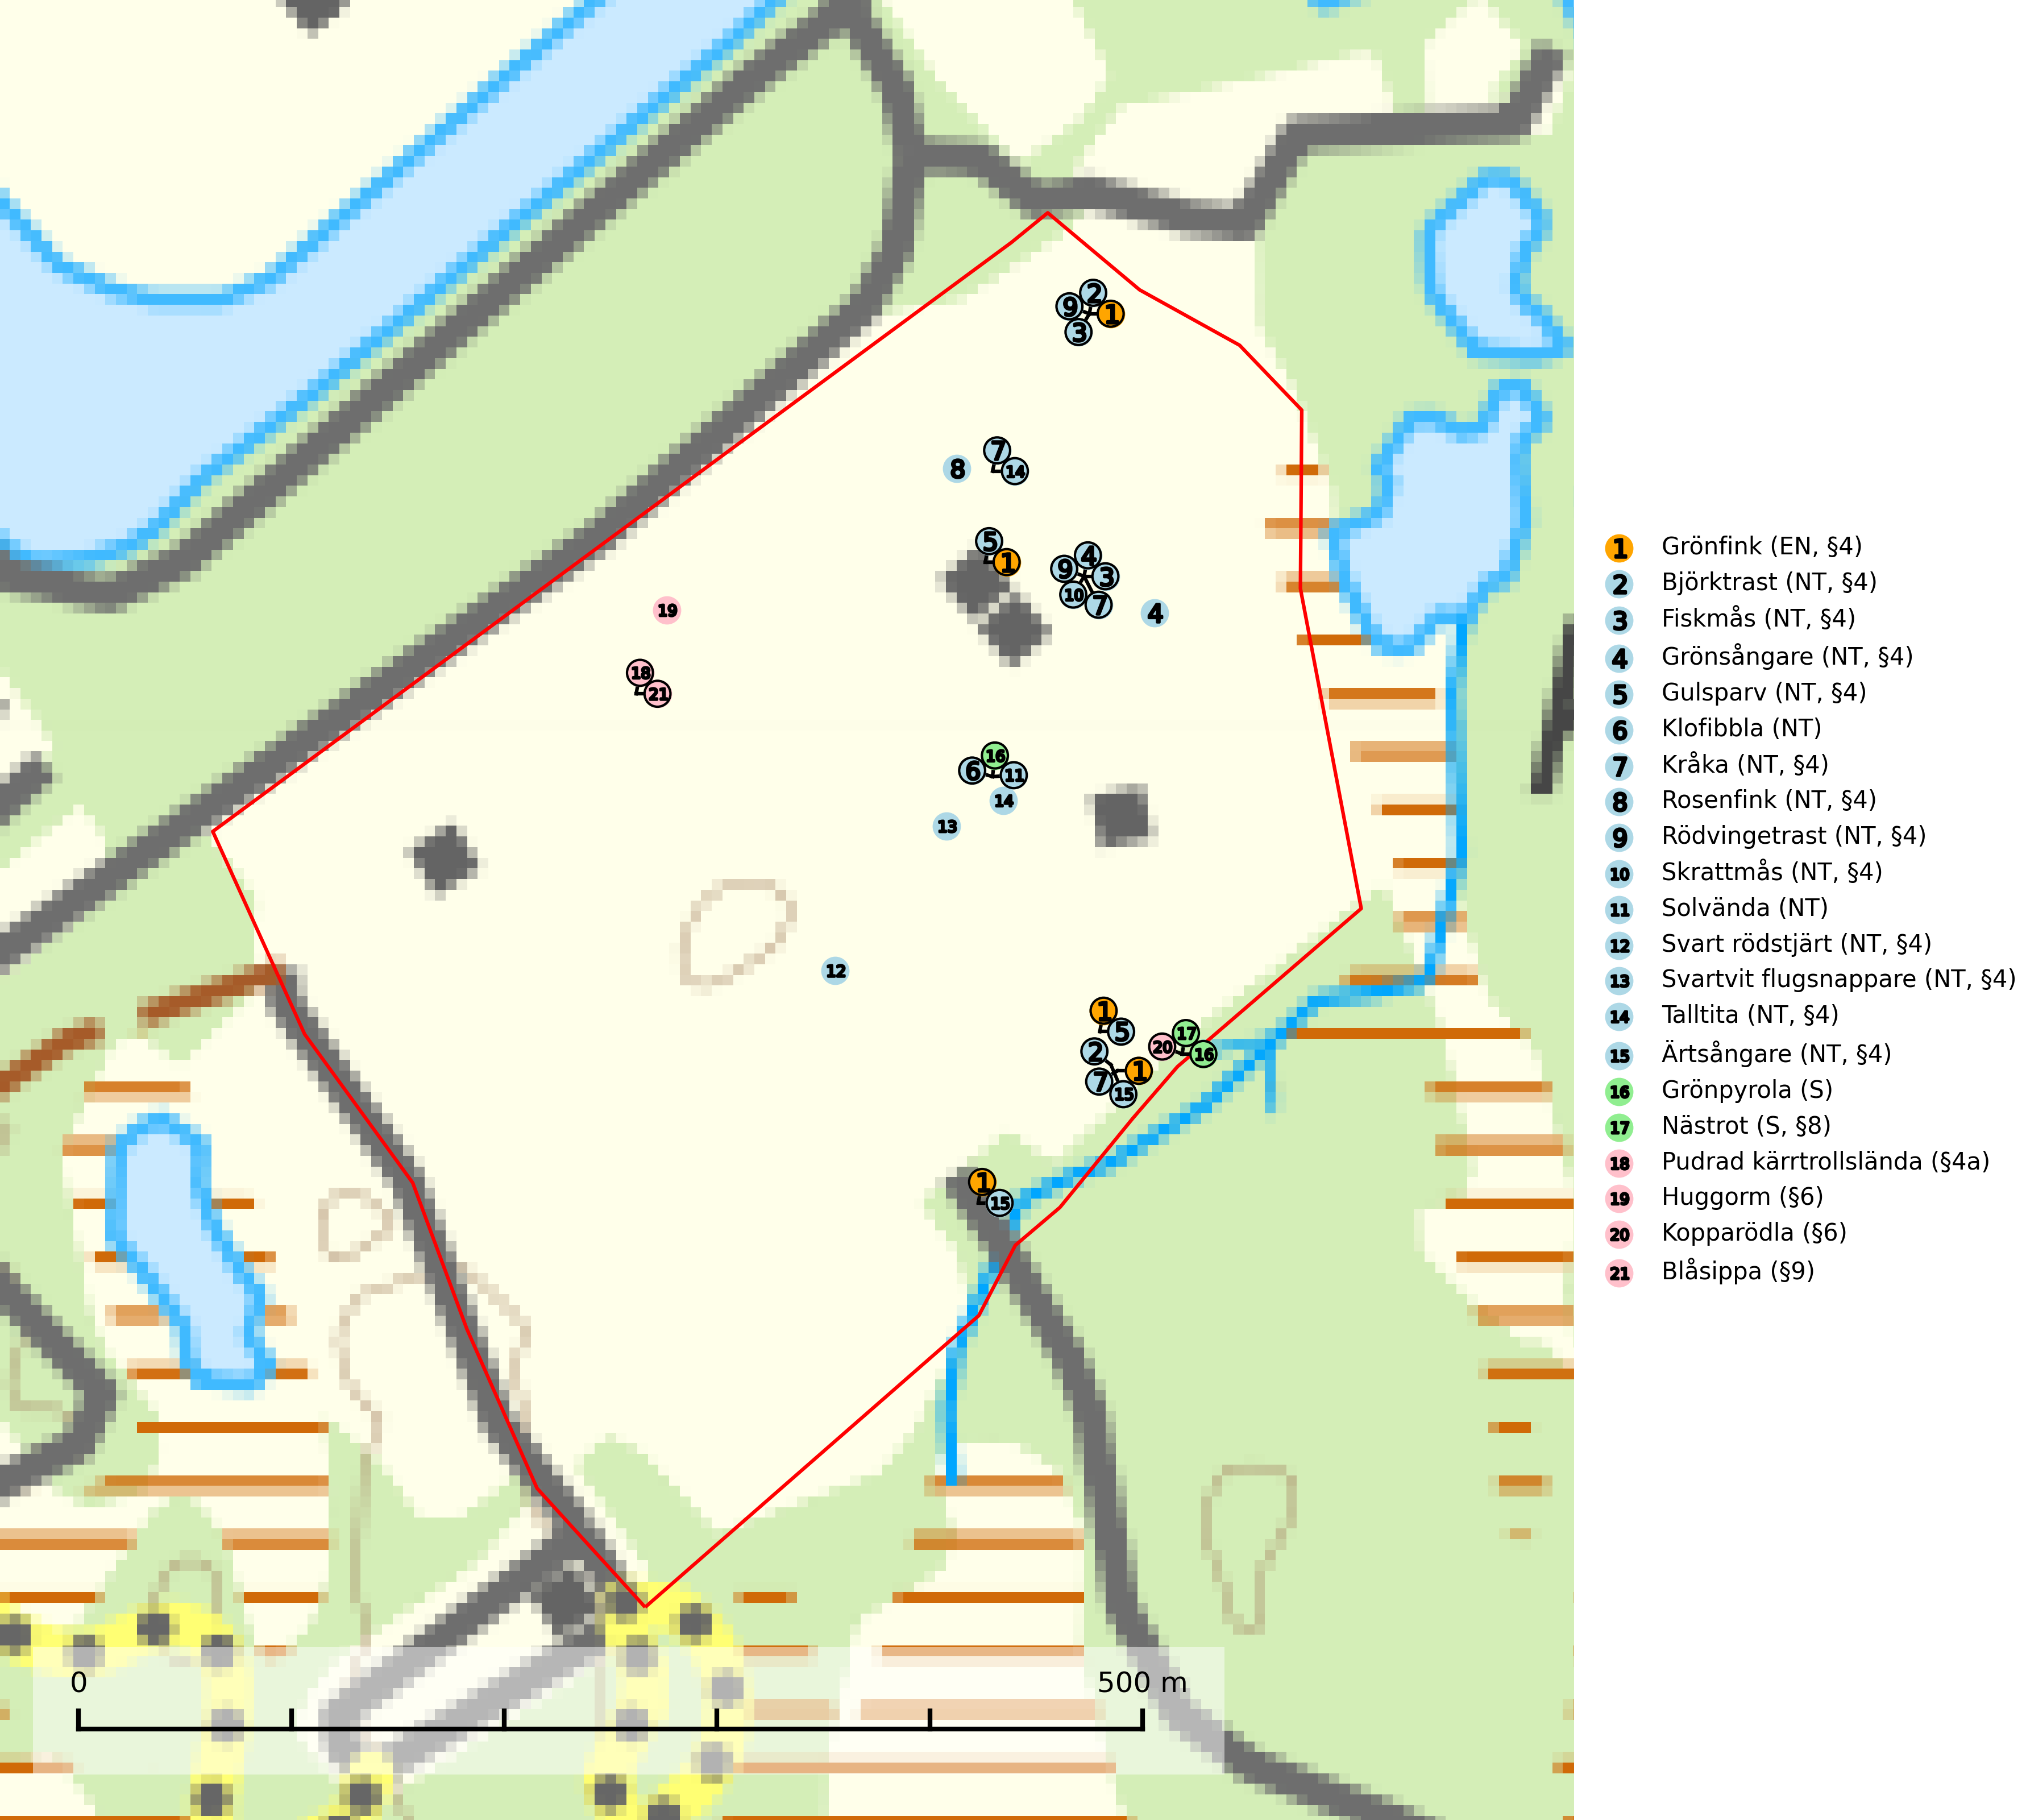 2
9
1
3
7
8
14
5
1
4
9
3
10
7
4
19
18
21
16
6
11
14
13
12
1
5
17
2
20
16
1
7
15
1
15
0
500 m
1 Grönfink (EN, §4)
2 Björktrast (NT, §4)
3 Fiskmås (NT, §4)
4 Grönsångare (NT, §4)
5 Gulsparv (NT, §4)
6 Klofibbla (NT)
7 Kråka (NT, §4)
8 Rosenfink (NT, §4)
9 Rödvingetrast (NT, §4)
10 Skrattmås (NT, §4)
11 Solvända (NT)
12 Svart rödstjärt (NT, §4)
13 Svartvit flugsnappare (NT, §4)
14 Talltita (NT, §4)
15 Ärtsångare (NT, §4)
16 Grönpyrola (S)
17 Nästrot (S, §8)
18 Pudrad kärrtrollslända (§4a)
19 Huggorm (§6)
20 Kopparödla (§6)
21 Blåsippa (§9)